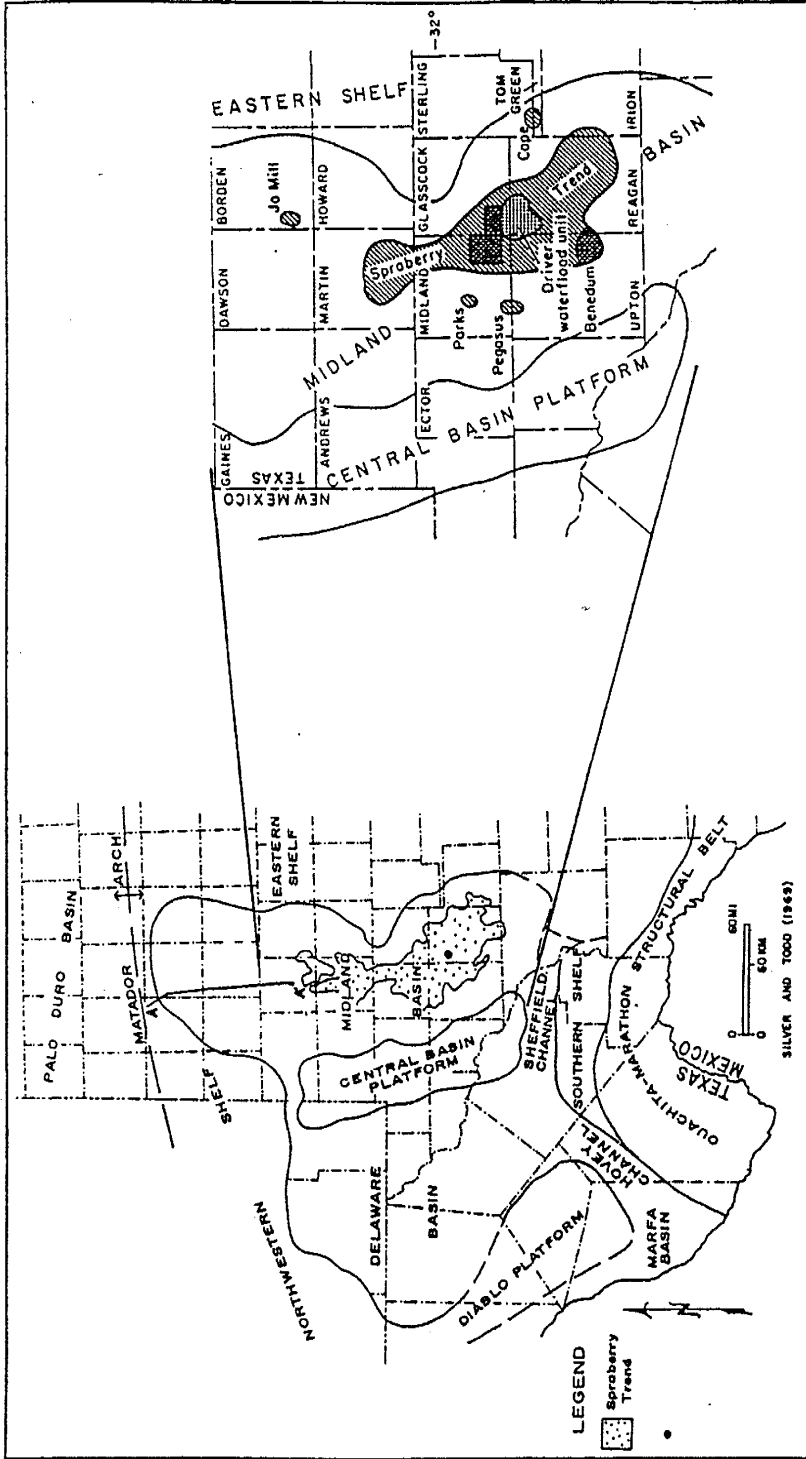 PALO DURO BASIN
MATADOR ARCH
A
A'
NORTHWESTERN SHELF
EASTERN SHELF
MIDLAND BASIN
CENTRAL BASIN PLATFORM
DELAWARE BASIN
SHEFFIELD CHANNEL
SOUTHERN SHELF
HOVEY CHANNEL
DIABLO PLATFORM
MARFA BASIN
OUACHITA-MARATHON STRUCTURAL BELT
TEXAS
MEXICO
0 60 MI
0 60 KM
SILVER AND TODD (1969)
N
LEGEND
Spraberry
Trend
GAINES
DAWSON
BORDEN
Jo Mill
EASTERN SHELF
NEW MEXICO
TEXAS
ANDREWS
MARTIN
HOWARD
MIDLAND BASIN
CENTRAL BASIN PLATFORM
ECTOR
MIDLAND
GLASSCOCK
STERLING
—32°
Spraberry Trend
Parks
Pegasus
Driver
waterflood unit
Benedum
Cope
TOM
GREEN
UPTON
REAGAN
IRION